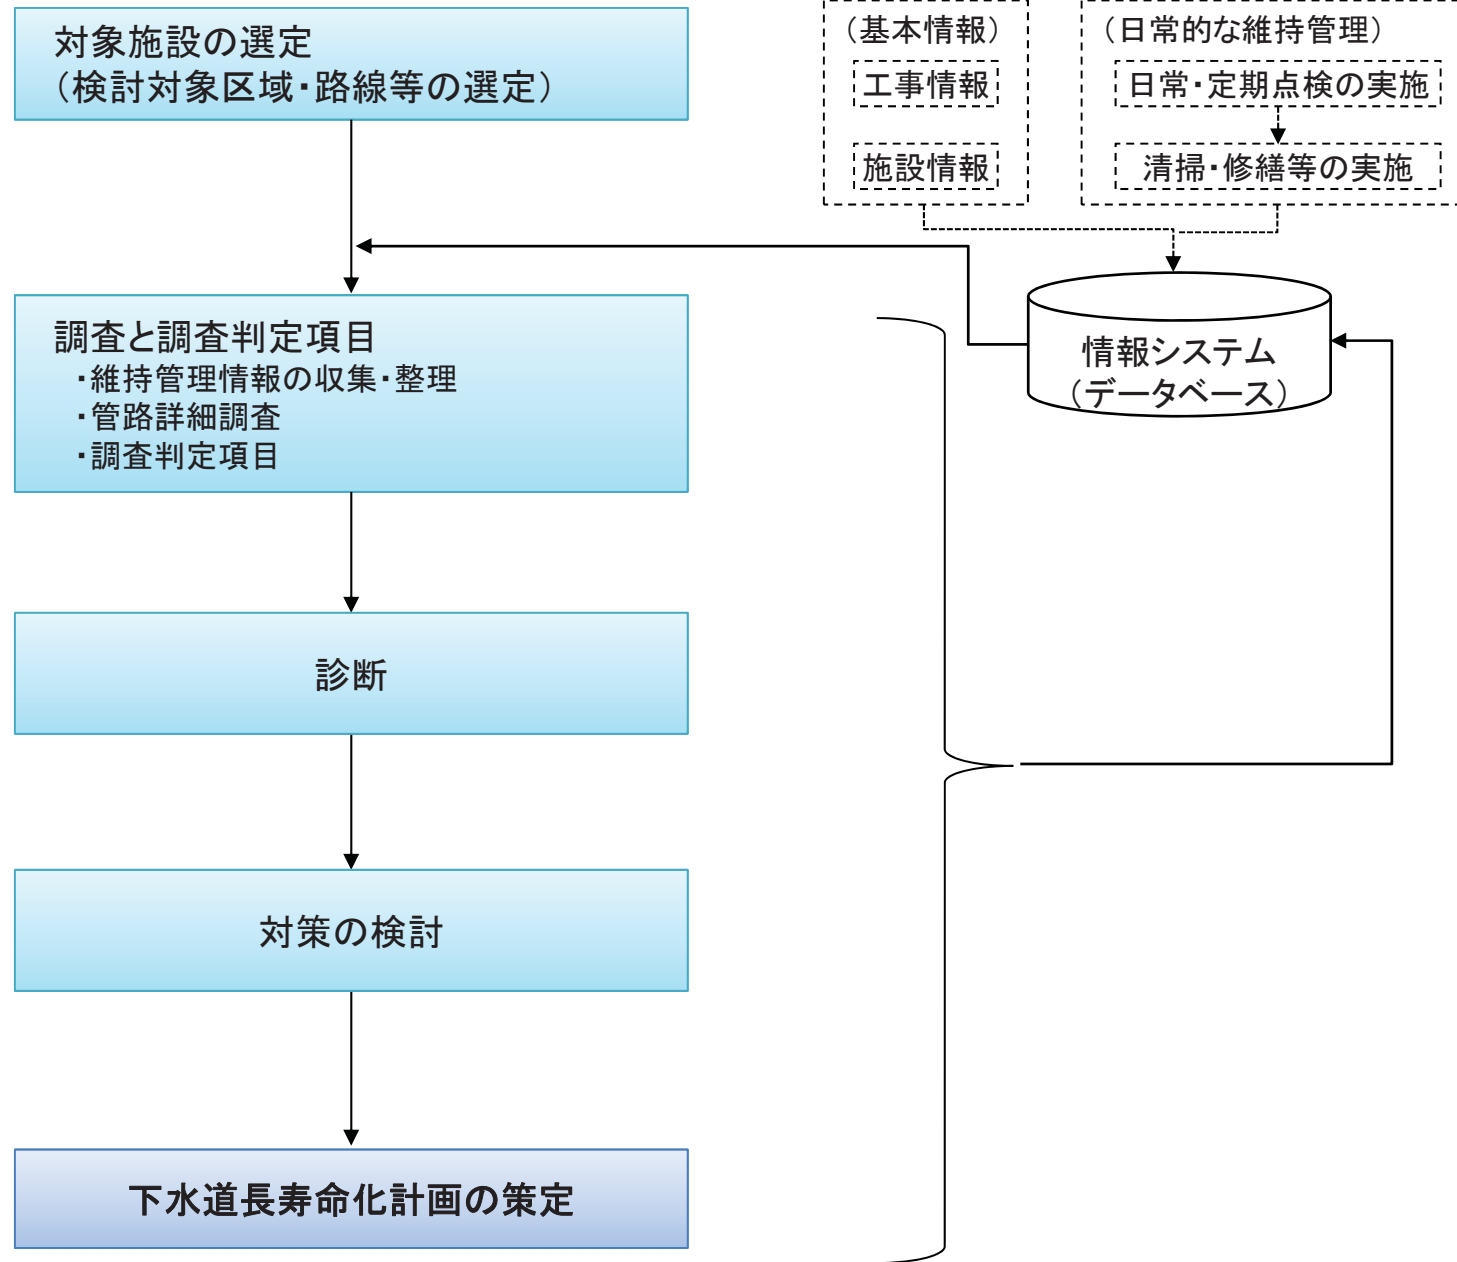 対象施設の選定
（検討対象区域・路線等の選定）
（基本情報）
工事情報
施設情報
（日常的な維持管理）
日常・定期点検の実施
清掃・修繕等の実施
情報システム
（データベース）
調査と調査判定項目
・維持管理情報の収集・整理
・管路詳細調査
・調査判定項目
診断
対策の検討
下水道長寿命化計画の策定